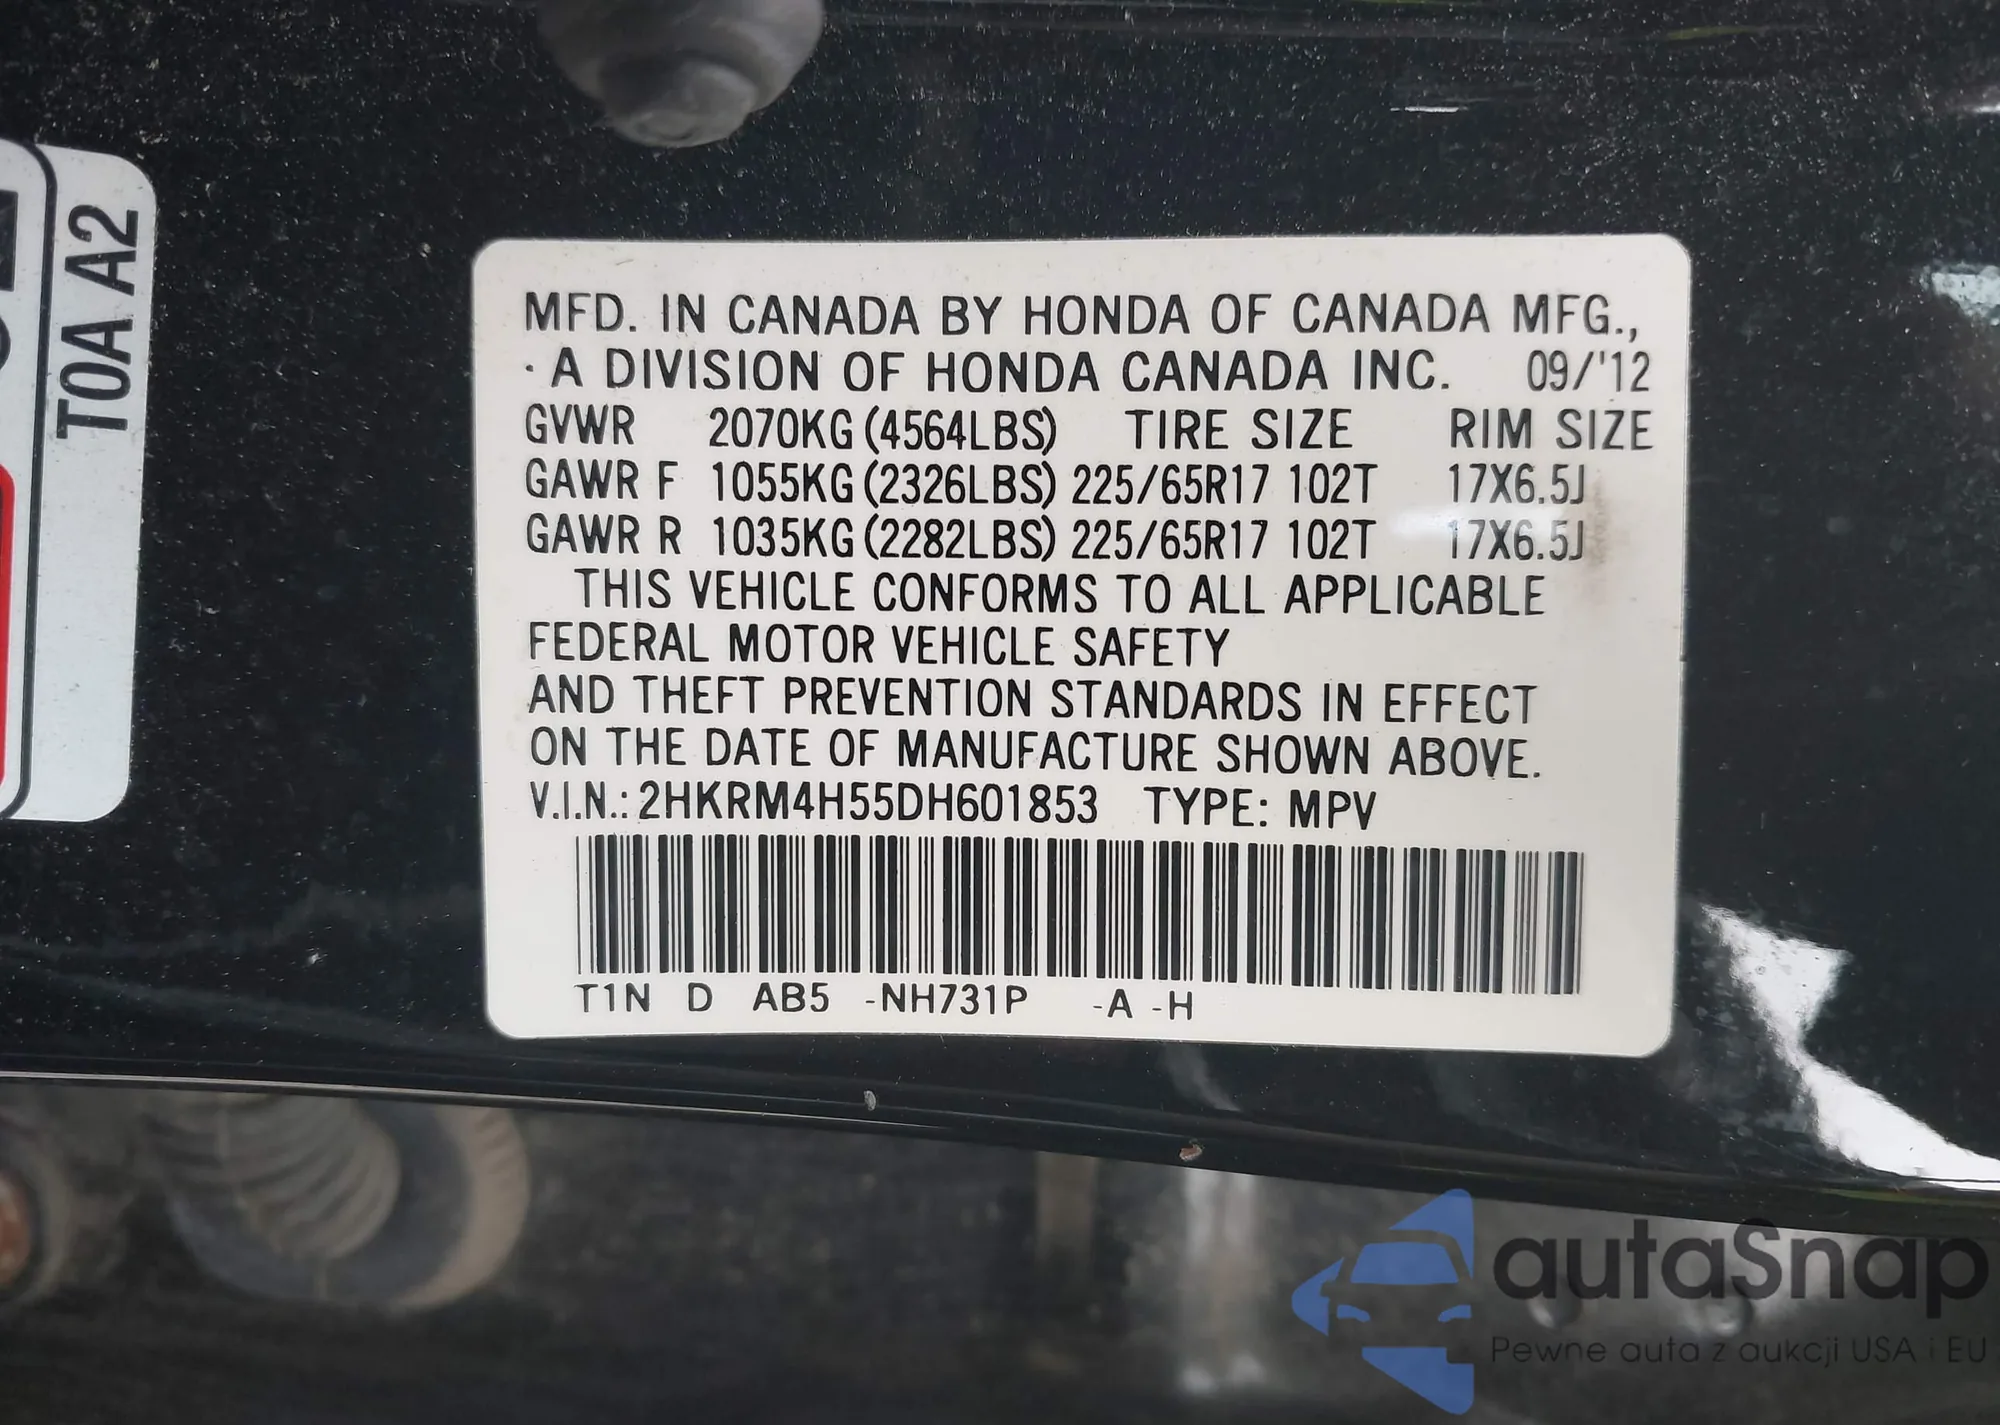 T0A A2
MFD. IN CANADA BY HONDA OF CANADA MFG.,
· A DIVISION OF HONDA CANADA INC. 09/'12
GVWR 2070KG (4564LBS) TIRE SIZE RIM SIZE
GAWR F 1055KG (2326LBS) 225/65R17 102T 17X6.5J
GAWR R 1035KG (2282LBS) 225/65R17 102T 17X6.5J
THIS VEHICLE CONFORMS TO ALL APPLICABLE
FEDERAL MOTOR VEHICLE SAFETY
AND THEFT PREVENTION STANDARDS IN EFFECT
ON THE DATE OF MANUFACTURE SHOWN ABOVE.
V.I.N.: 2HKRM4H55DH601853 TYPE: MPV
T1N D AB5 -NH731P -A -H
autaSnap
Pewne auta z aukcji USA i EU